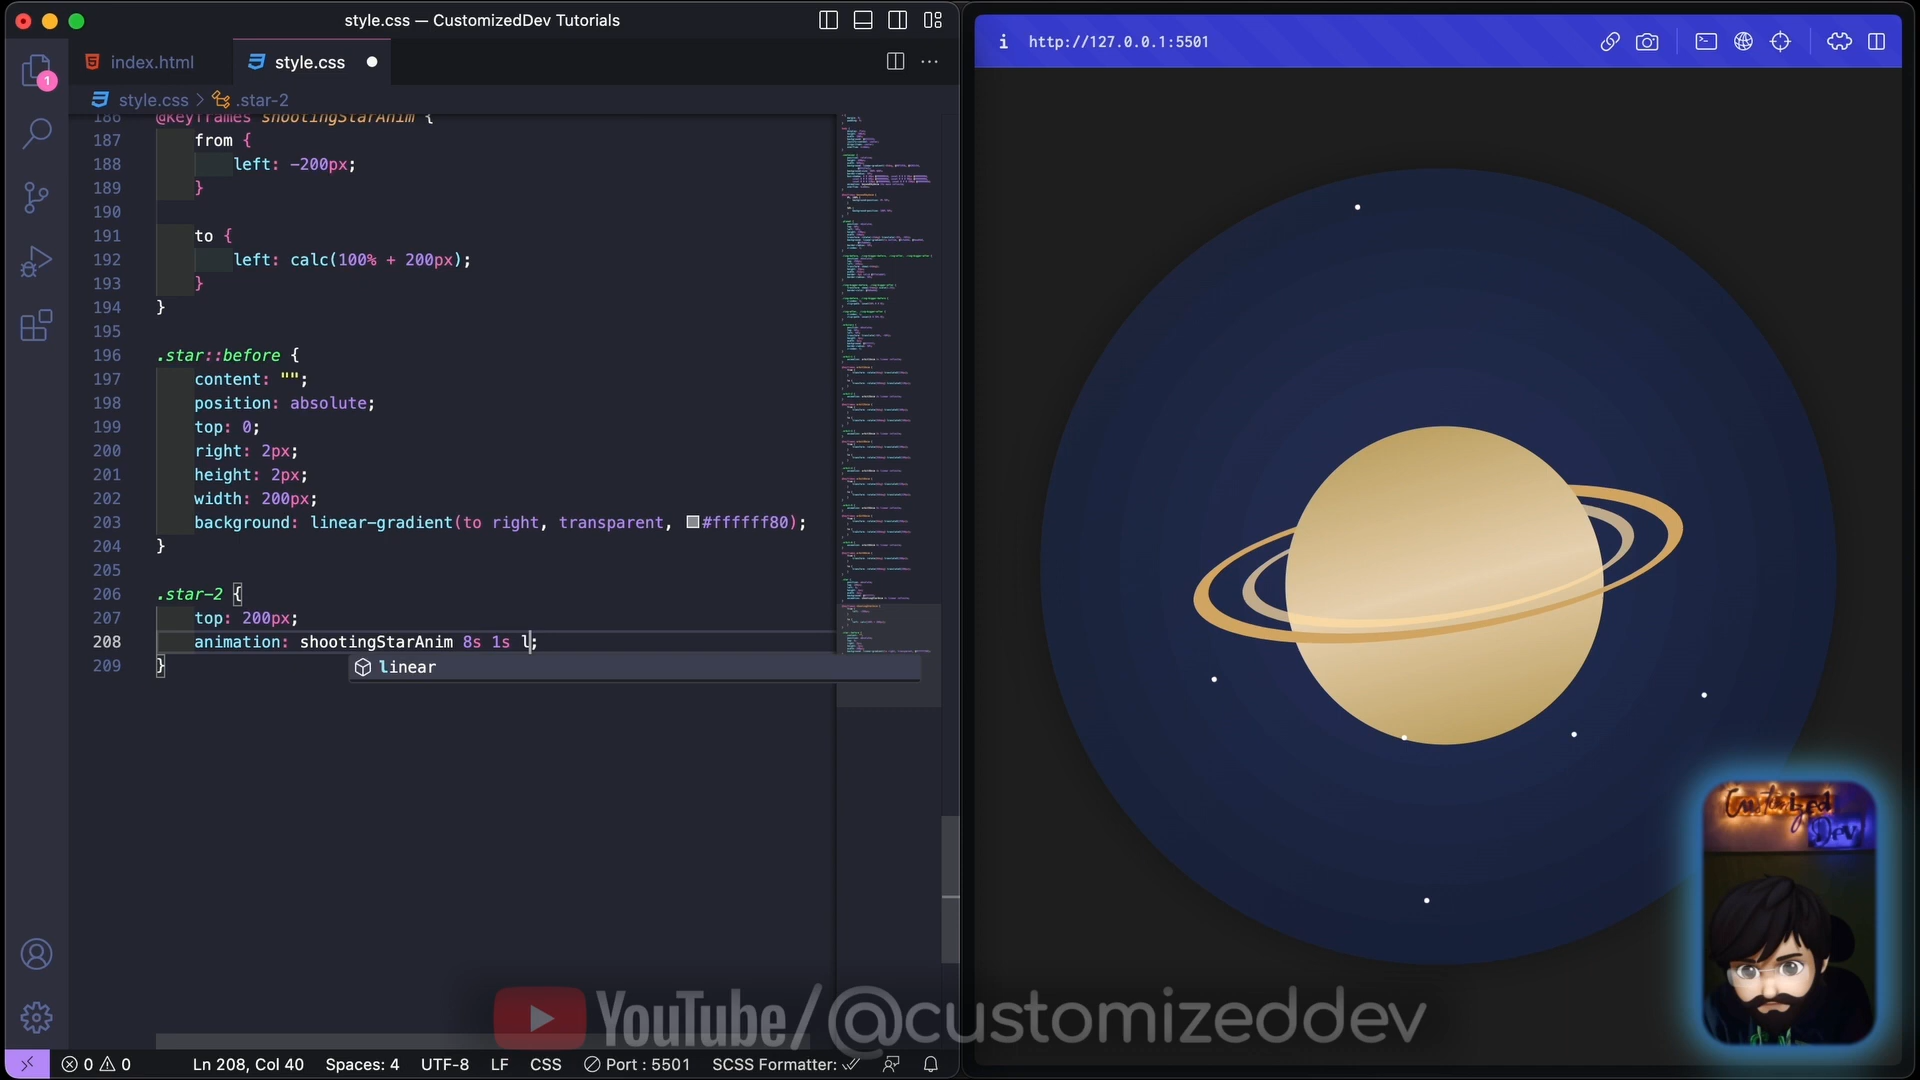 style.css — CustomizedDev Tutorials
index.html
style.css
http://127.0.0.1:5501
1
style.css > .star-2
186 @keyframes shootingStarAnim {
187 from {
188 left: -200px;
189 }
190
191 to {
192 left: calc(100% + 200px);
193 }
194 }
195
196 .star::before {
197 content: "";
198 position: absolute;
199 top: 0;
200 right: 2px;
201 height: 2px;
202 width: 200px;
203 background: linear-gradient(to right, transparent, #ffffff80);
204 }
205
206 .star-2 {
207 top: 200px;
208 animation: shootingStarAnim 8s 1s l;
linear
209 }
Customized
Dev
YouTube/@customizeddev
0 0 Ln 208, Col 40 Spaces: 4 UTF-8 LF CSS Port : 5501 SCSS Formatter: